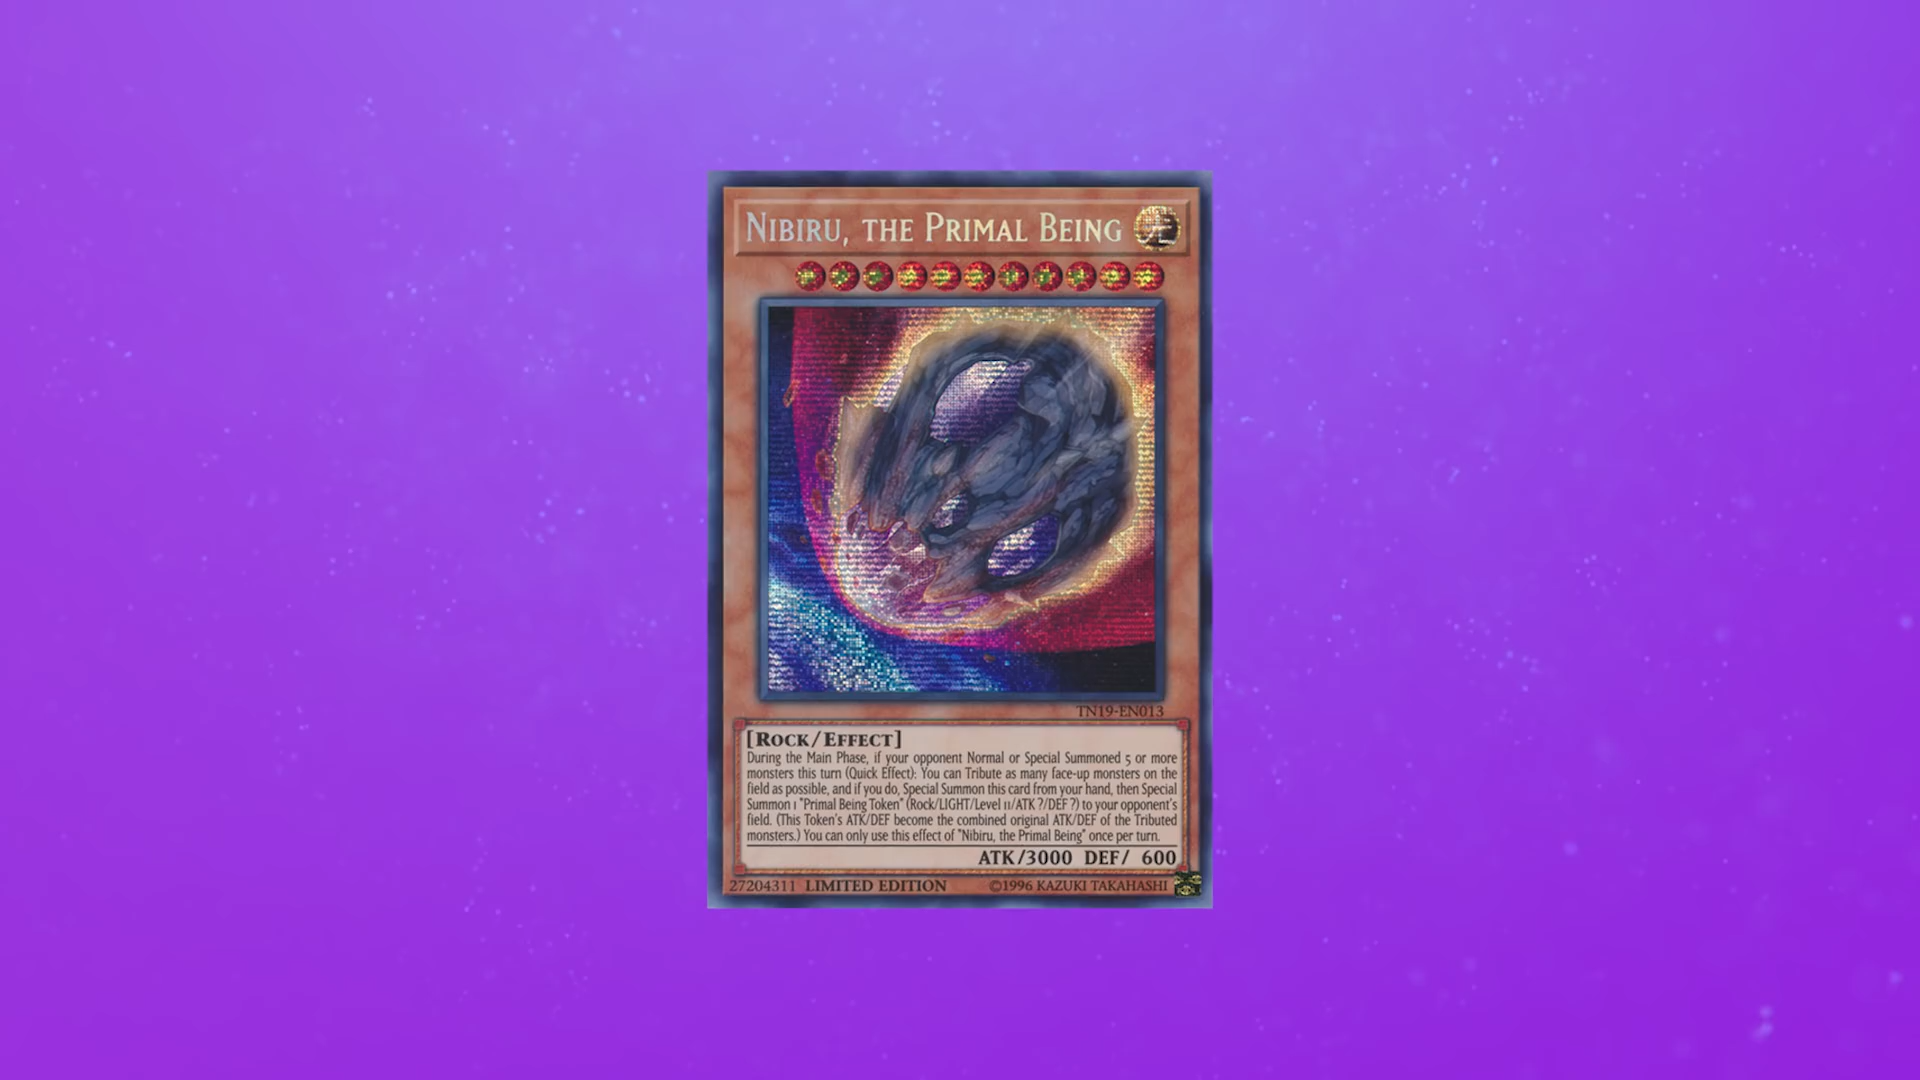 NIBIRU, THE PRIMAL BEING
TN19-EN013
[ROCK/EFFECT]
During the Main Phase, if your opponent Normal or Special Summoned 5 or more
monsters this turn (Quick Effect): You can Tribute as many face-up monsters on the
field as possible, and if you do, Special Summon this card from your hand, then Special
Summon 1 "Primal Being Token" (Rock/LIGHT/Level 11/ATK ?/DEF ?) to your opponent's
field. (This Token's ATK/DEF become the combined original ATK/DEF of the Tributed
monsters.) You can only use this effect of "Nibiru, the Primal Being" once per turn.
ATK/3000 DEF/ 600
27204311 LIMITED EDITION ©1996 KAZUKI TAKAHASHI